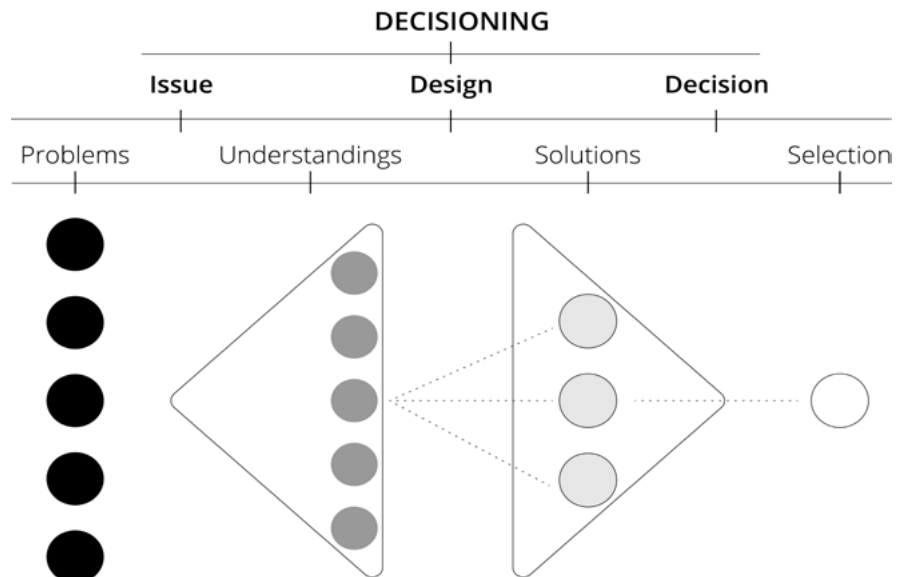 DECISIONING
Issue Design Decision
Problems Understandings Solutions Selection